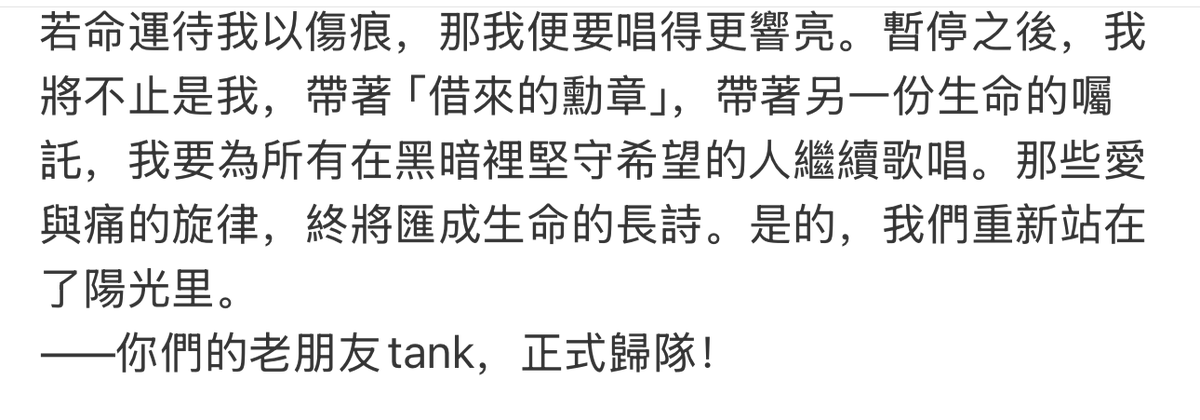 若命運待我以傷痕，那我便要唱得更響亮。暫停之後，我
將不止是我，帶著「借來的勳章」，帶著另一份生命的囑
託，我要為所有在黑暗裡堅守希望的人繼續歌唱。那些愛
與痛的旋律，終將匯成生命的長詩。是的，我們重新站在
了陽光里。
——你們的老朋友tank，正式歸隊！